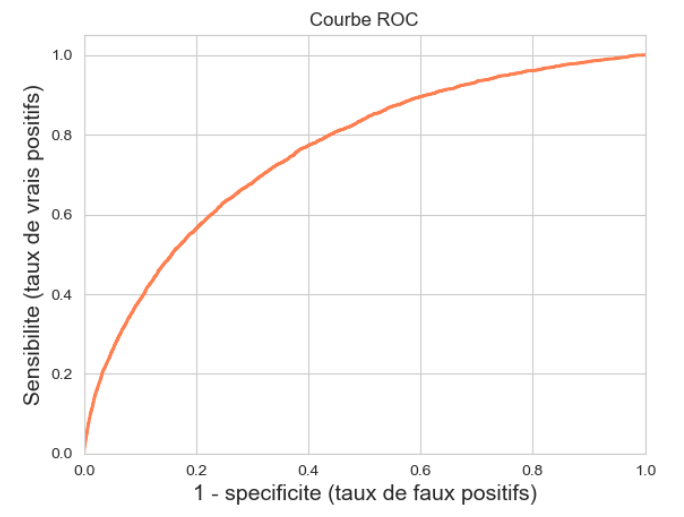 Courbe ROC
1.0
0.8
0.6
0.4
0.2
0.0
Sensibilite (taux de vrais positifs)
0.0 0.2 0.4 0.6 0.8 1.0
1 - specificite (taux de faux positifs)